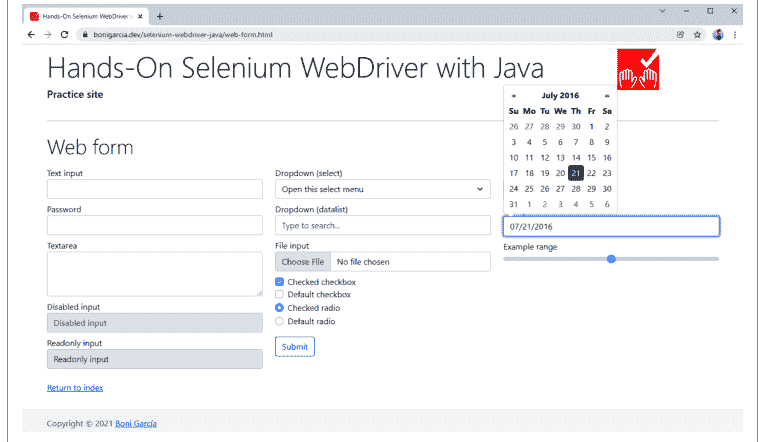 Hands-On Selenium WebDriver
bonigarcia.dev/selenium-webdriver-java/web-form.html
Hands-On Selenium WebDriver with Java
Practice site
Web form
Text input
Password
Textarea
Disabled input
Disabled input
Readonly input
Readonly input
Return to index
Dropdown (select)
Open this select menu
Dropdown (datalist)
Type to search...
File input
Choose File No file chosen
Checked checkbox
Default checkbox
Checked radio
Default radio
Submit
« July 2016 »
Su Mo Tu We Th Fr Sa
26 27 28 29 30 1 2
3 4 5 6 7 8 9
10 11 12 13 14 15 16
17 18 19 20 21 22 23
24 25 26 27 28 29 30
31 1 2 3 4 5 6
07/21/2016
Example range
Copyright © 2021 Boni García